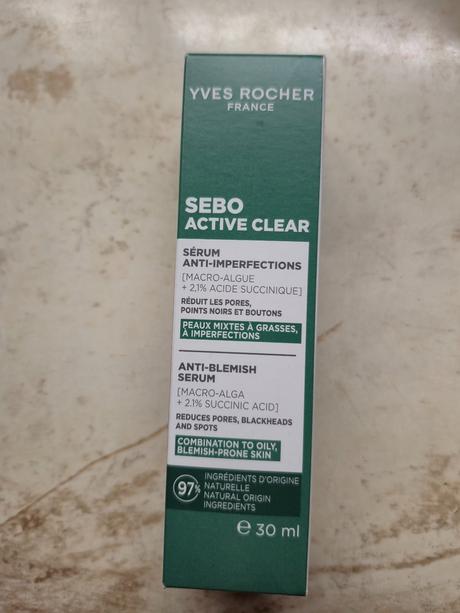 YVES ROCHER
FRANCE
SEBO
ACTIVE CLEAR
SÉRUM
ANTI-IMPERFECTIONS
[MACRO-ALGUE
+ 2,1% ACIDE SUCCINIQUE]
RÉDUIT LES PORES,
POINTS NOIRS ET BOUTONS
PEAUX MIXTES À GRASSES,
À IMPERFECTIONS
ANTI-BLEMISH
SERUM
[MACRO-ALGA
+ 2.1% SUCCINIC ACID]
REDUCES PORES, BLACKHEADS
AND SPOTS
COMBINATION TO OILY,
BLEMISH-PRONE SKIN
97%
INGRÉDIENTS D'ORIGINE
NATURELLE
NATURAL ORIGIN
INGREDIENTS
℮ 30 ml